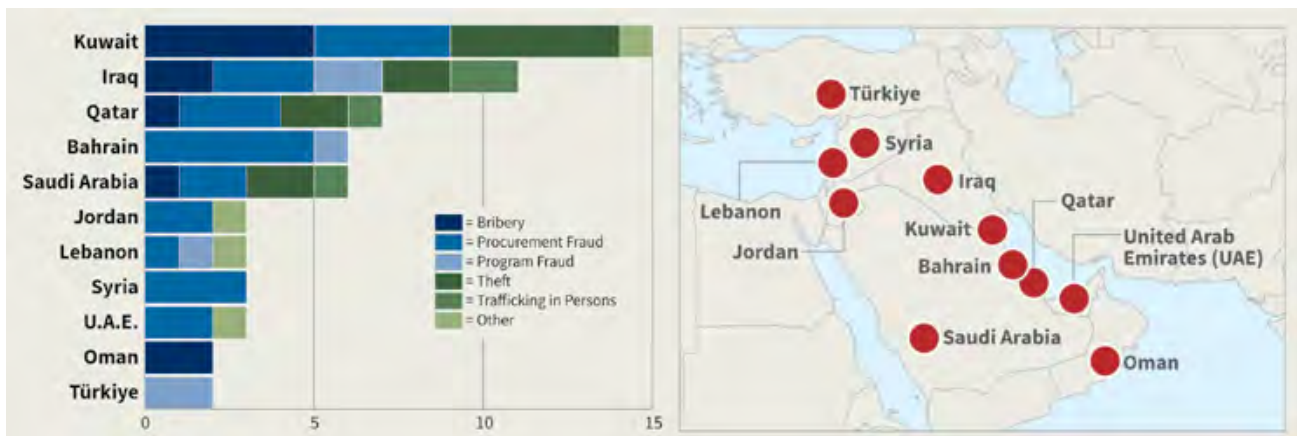 Kuwait
Iraq
Qatar
Bahrain
Saudi Arabia
Jordan
Lebanon
Syria
U.A.E.
Oman
Türkiye
0
5
10
15
= Bribery
= Procurement Fraud
= Program Fraud
= Theft
= Trafficking in Persons
= Other
Türkiye
Syria
Iraq
Lebanon
Qatar
Jordan
Kuwait
United Arab
Emirates (UAE)
Bahrain
Saudi Arabia
Oman